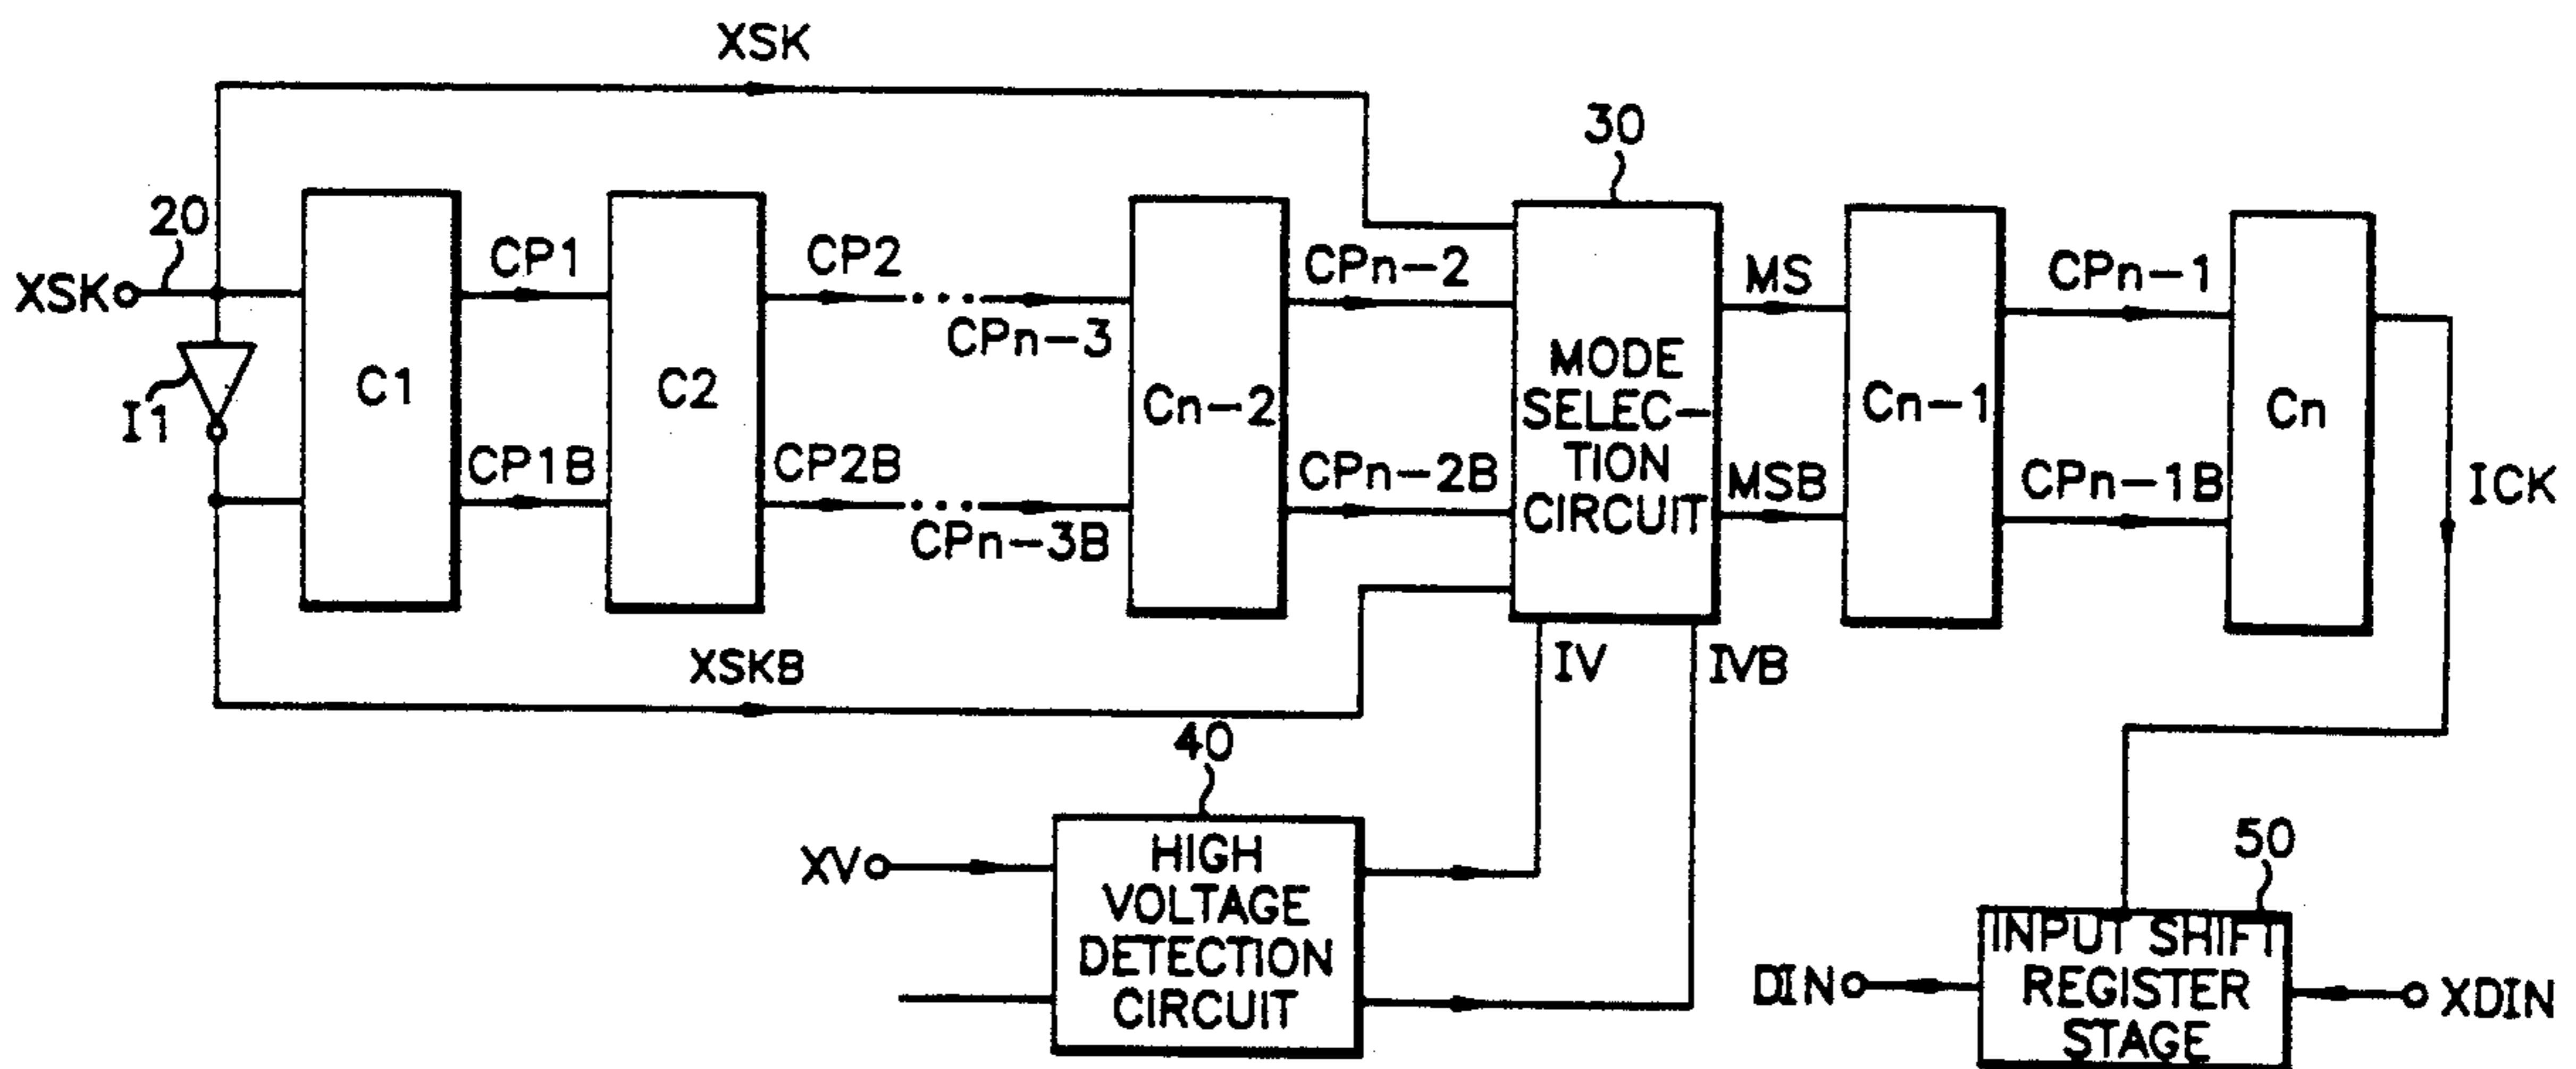 XSK
30
20
XSK
CP1
CP2
CPn-3
CPn-2
MS
CPn-1
I1
C1
C2
Cn-2
MODE
SELEC-
TION
CIRCUIT
Cn-1
Cn
CP1B
CP2B
CPn-3B
CPn-2B
MSB
CPn-1B
ICK
XSKB
IV
IVB
40
XV
HIGH
VOLTAGE
DETECTION
CIRCUIT
50
DIN
INPUT SHIFT
REGISTER
STAGE
XDIN